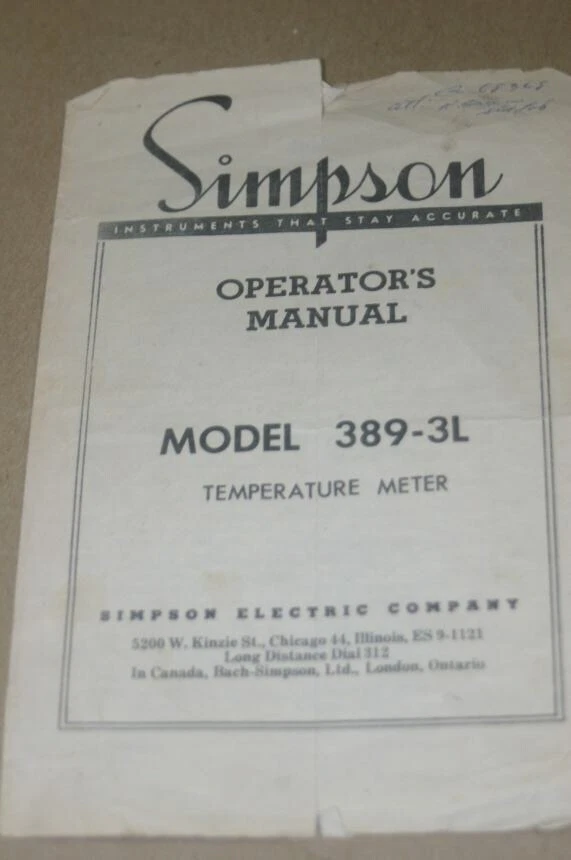 Simpson
INSTRUMENTS THAT STAY ACCURATE
OPERATOR'S
MANUAL
MODEL 389-3L
TEMPERATURE METER
SIMPSON ELECTRIC COMPANY
5200 W. Kinzie St., Chicago 44, Illinois, ES 9-1121
Long Distance Dial 312
In Canada, Bach-Simpson, Ltd., London, Ontario